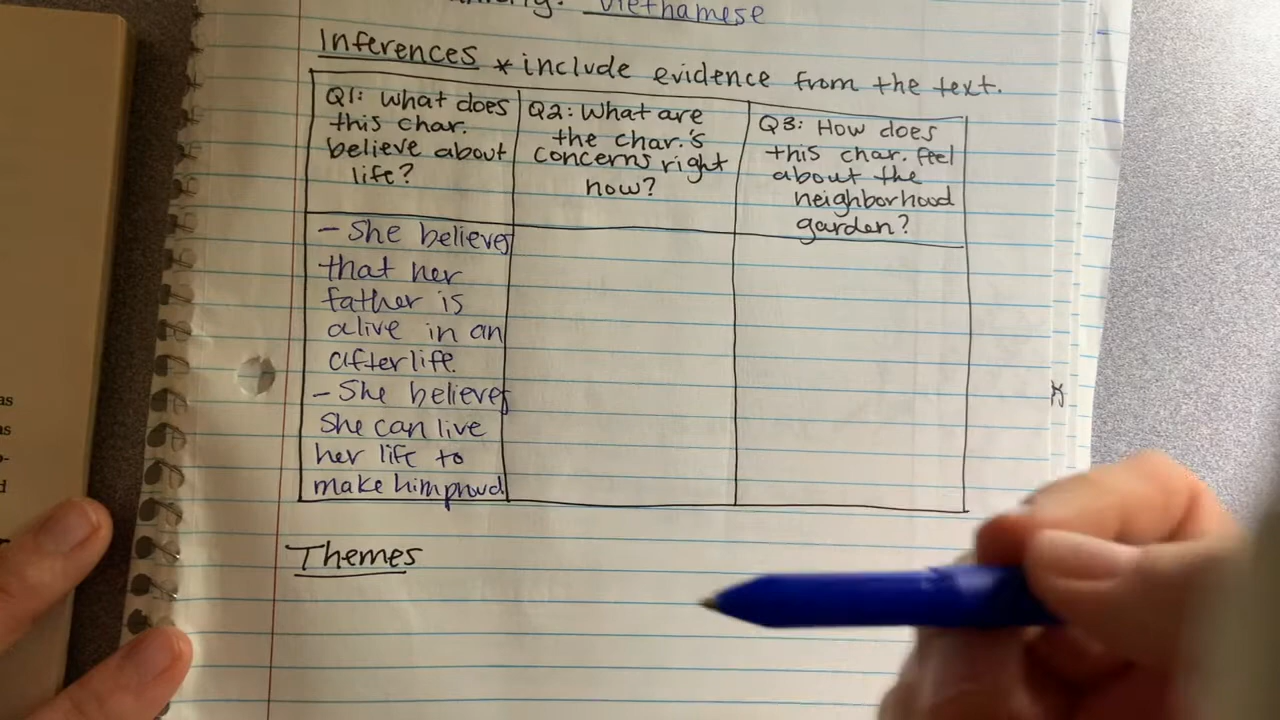 Vietnamese
Inferences *include evidence from the text.
Q1: What does
this char.
believe about
life?
Q2: What are
the char.'s
concerns right
now?
Q3: How does
this char. feel
about the
neighborhood
garden?
- She believes
that her
father is
alive in an
afterlife.
- She believes
she can live
her life to
make him proud
Themes